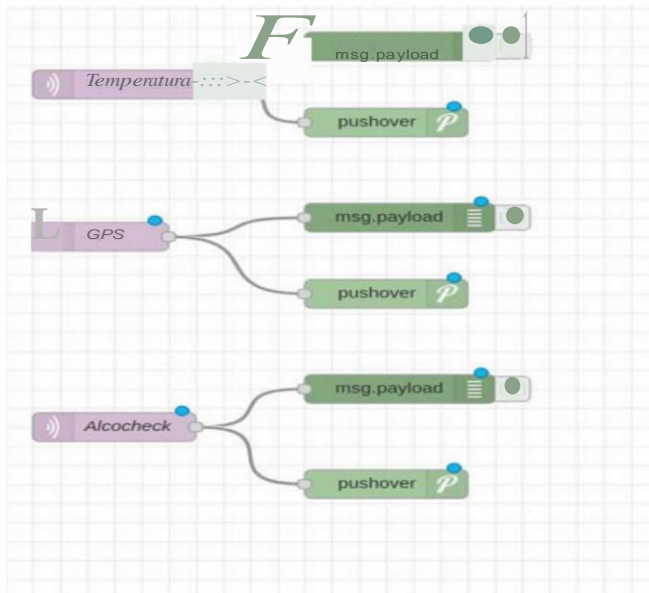 F
msg.payload
Temperatura-:::>-<
pushover
msg.payload
L
GPS
pushover
msg.payload
Alcocheck
pushover